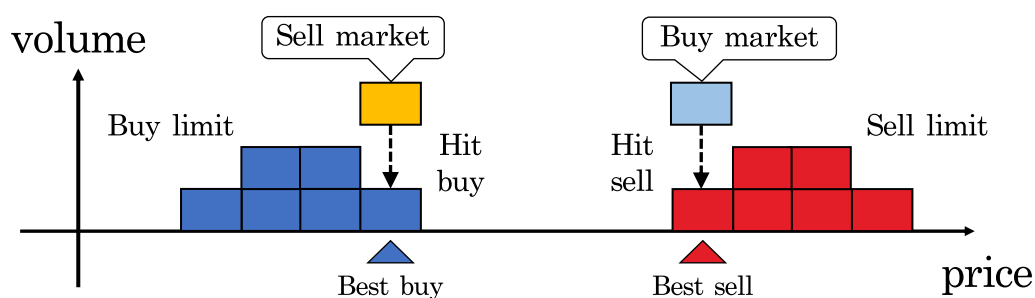 volume
Sell market
Buy market
Buy limit
Hit
buy
Hit
sell
Sell limit
Best buy
Best sell
price